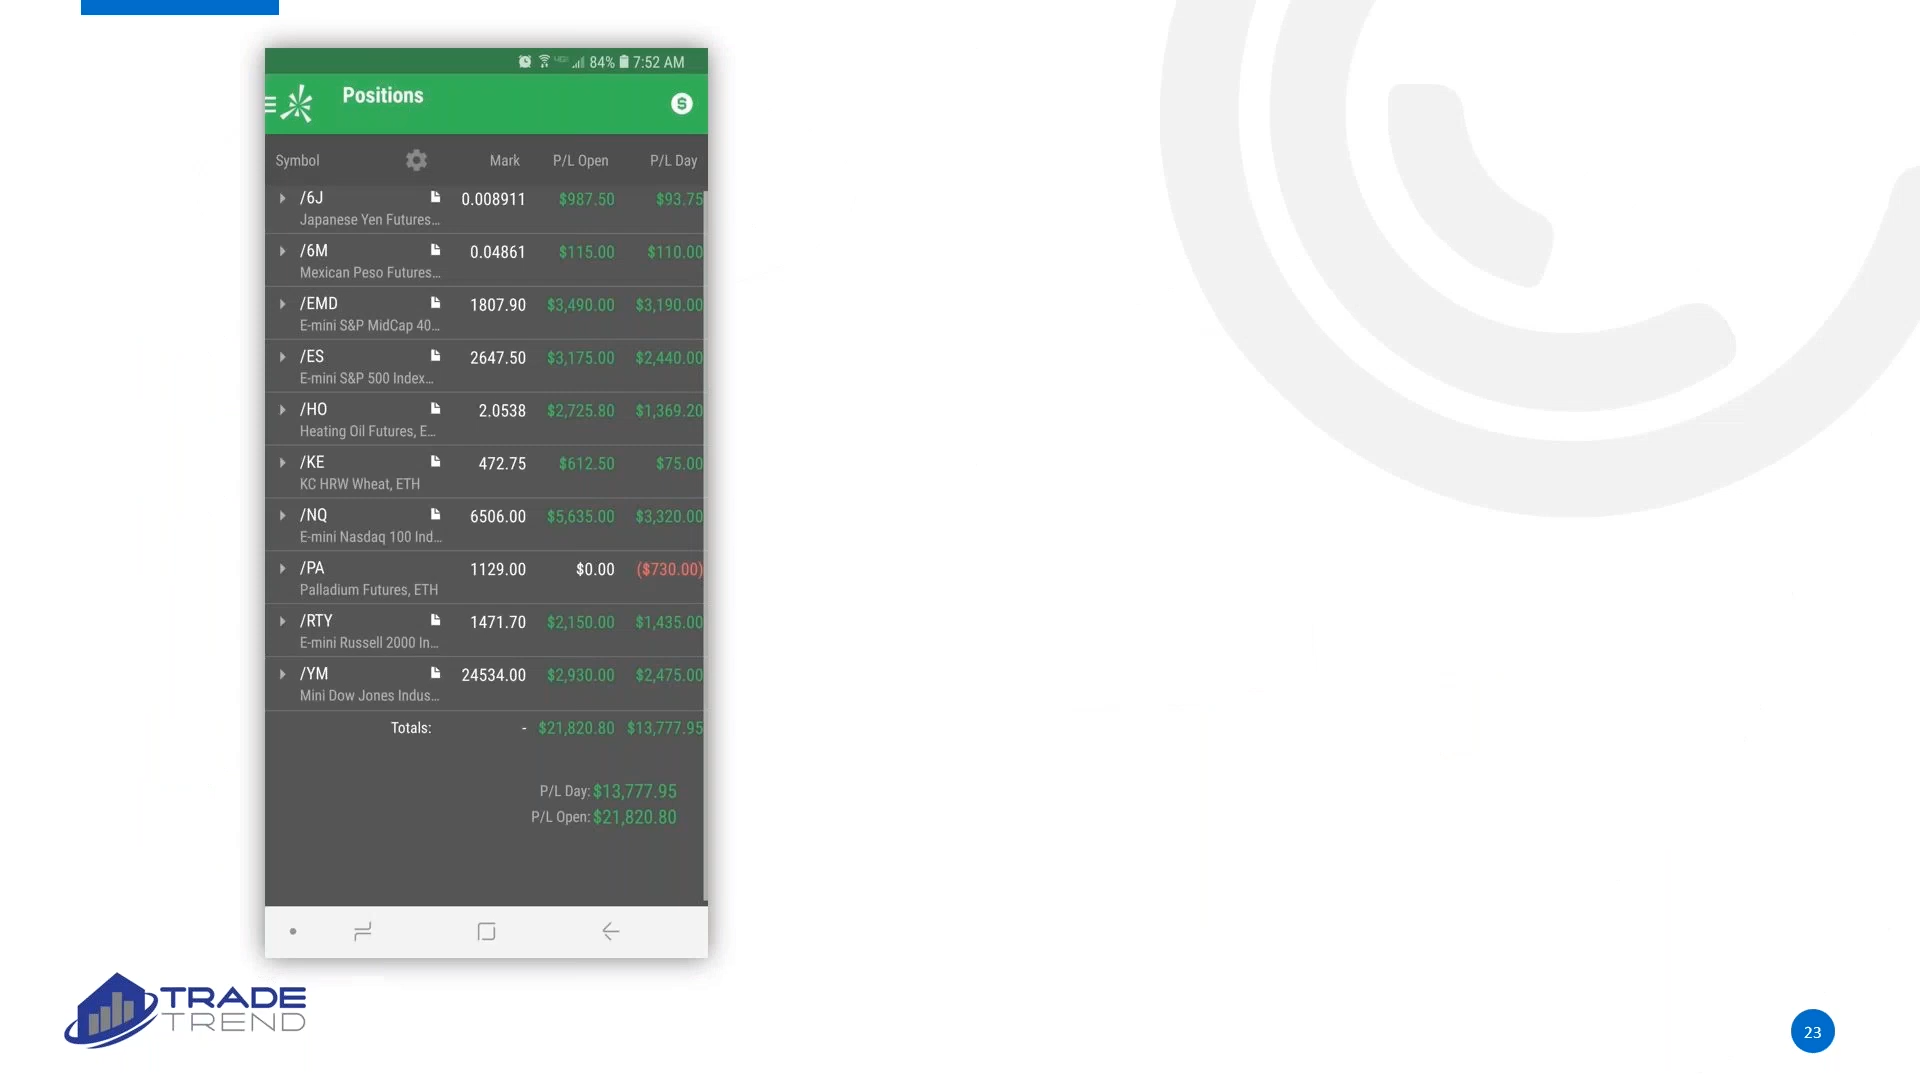 84% 7:52 AM
Positions
Symbol Mark P/L Open P/L Day
/6J 0.008911 $987.50 $93.75
Japanese Yen Futures...
/6M 0.04861 $115.00 $110.00
Mexican Peso Futures...
/EMD 1807.90 $3,490.00 $3,190.00
E-mini S&P MidCap 40...
/ES 2647.50 $3,175.00 $2,440.00
E-mini S&P 500 Index...
/HO 2.0538 $2,725.80 $1,369.20
Heating Oil Futures, E...
/KE 472.75 $612.50 $75.00
KC HRW Wheat, ETH
/NQ 6506.00 $5,635.00 $3,320.00
E-mini Nasdaq 100 Ind...
/PA 1129.00 $0.00 ($730.00)
Palladium Futures, ETH
/RTY 1471.70 $2,150.00 $1,435.00
E-mini Russell 2000 In...
/YM 24534.00 $2,930.00 $2,475.00
Mini Dow Jones Indus...
Totals: - $21,820.80 $13,777.95
P/L Day: $13,777.95
P/L Open: $21,820.80
TRADE
TREND
23